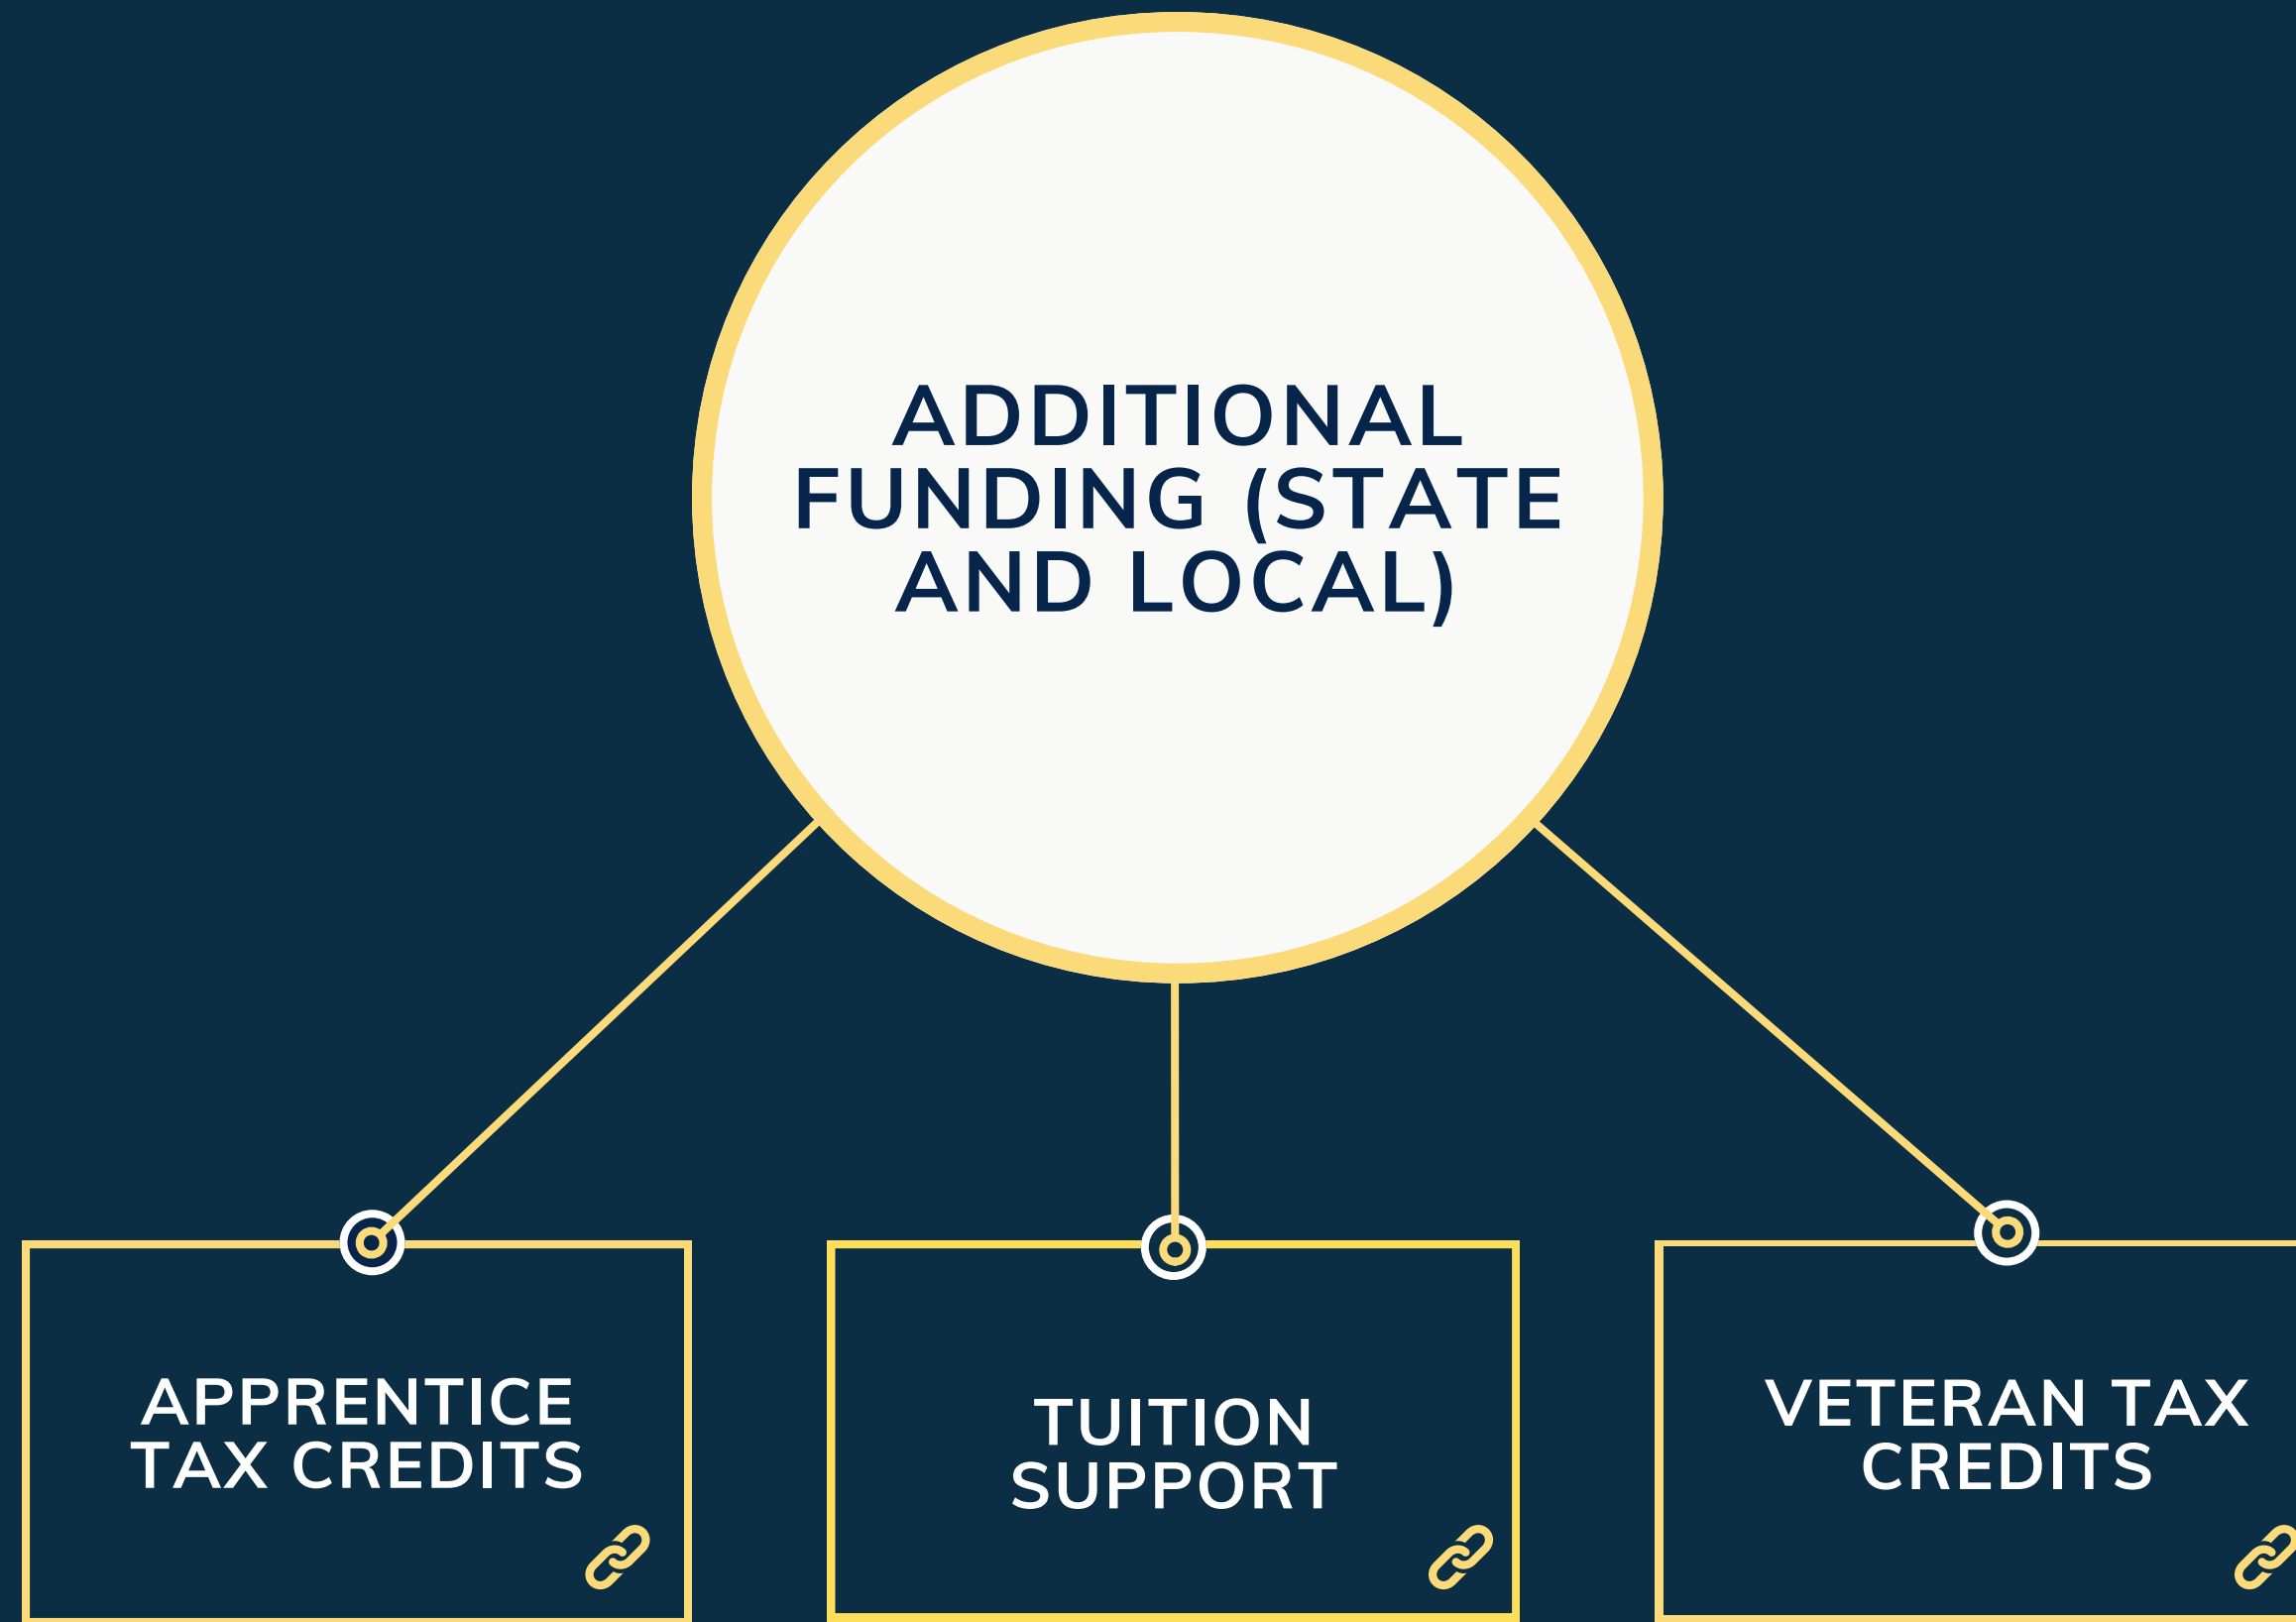 ADDITIONAL
FUNDING (STATE
AND LOCAL)
APPRENTICE
TAX CREDITS
TUITION
SUPPORT
VETERAN TAX
CREDITS